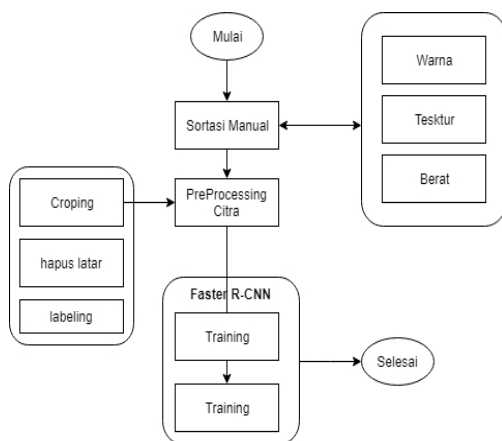 Mulai
Sortasi Manual
Warna
Tesktur
Berat
PreProcessing
Citra
Croping
hapus latar
labeling
Faster R-CNN
Training
Training
Selesai